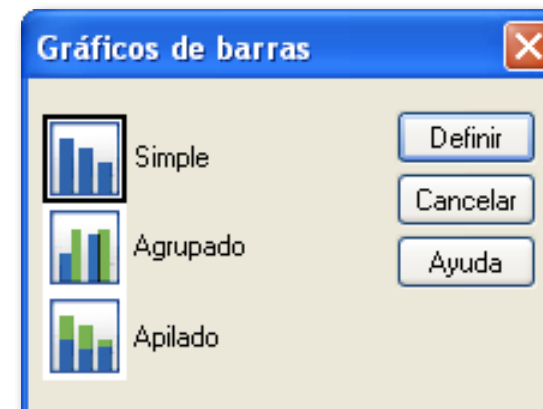 Gráficos de barras
Simple
Agrupado
Apilado
Definir
Cancelar
Ayuda